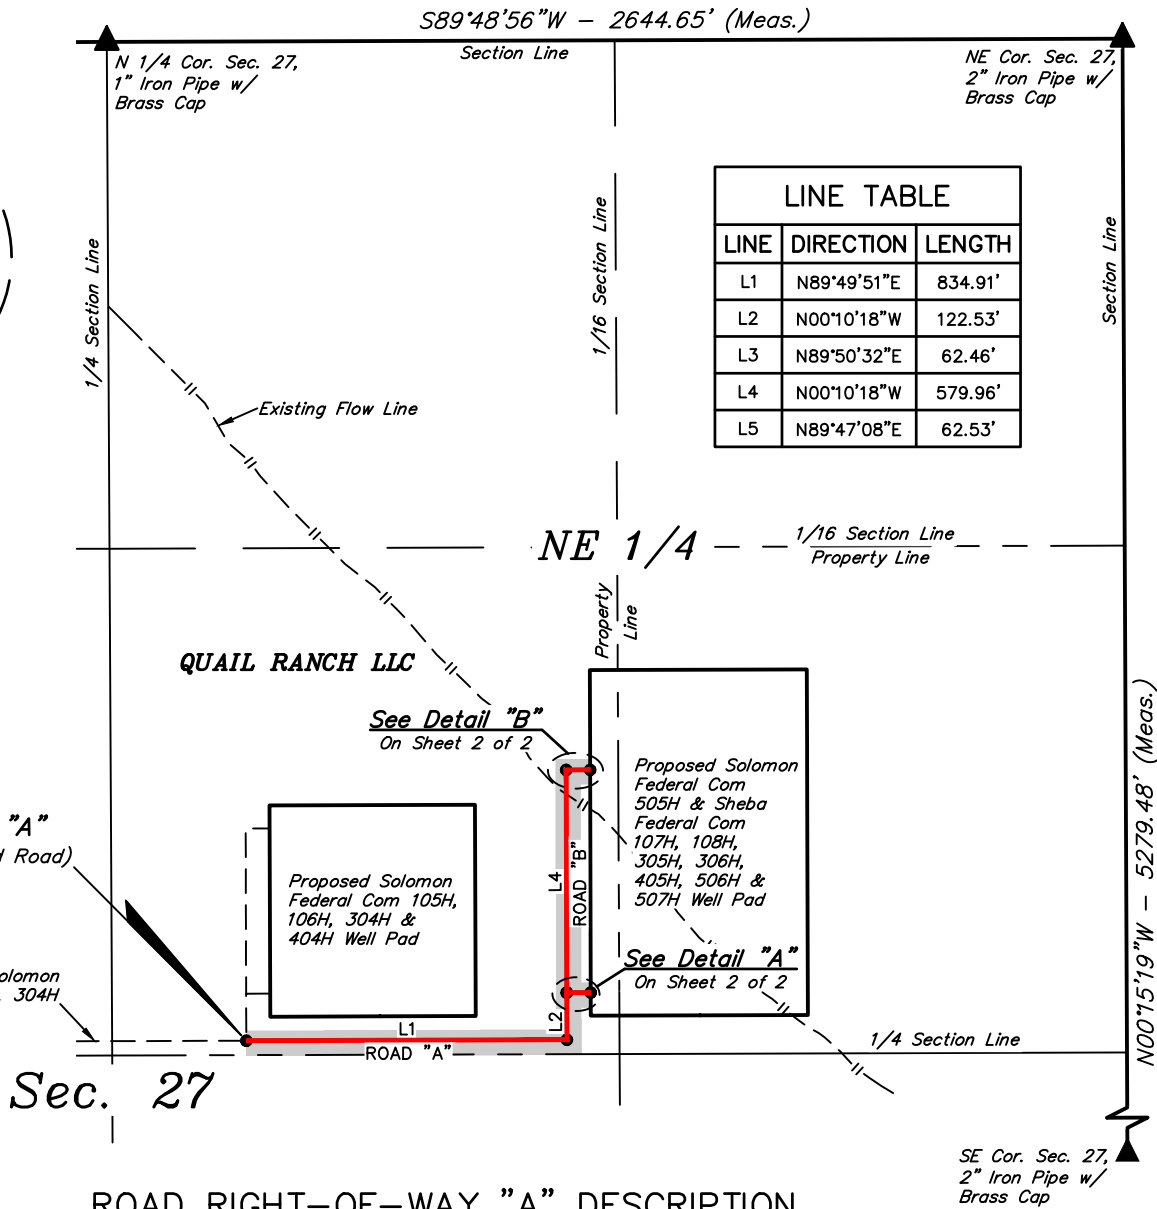 S89°48'56"W - 2644.65' (Meas.)
Section Line
N 1/4 Cor. Sec. 27,
1" Iron Pipe w/
Brass Cap
NE Cor. Sec. 27,
2" Iron Pipe w/
Brass Cap
1/4 Section Line
1/16 Section Line
Section Line
LINE TABLE
LINE DIRECTION LENGTH
L1 N89°49'51"E 834.91'
L2 N00°10'18"W 122.53'
L3 N89°50'32"E 62.46'
L4 N00°10'18"W 579.96'
L5 N89°47'08"E 62.53'
Existing Flow Line
NE 1/4
1/16 Section Line
Property Line
Property
Line
QUAIL RANCH LLC
See Detail "B"
On Sheet 2 of 2
Proposed Solomon
Federal Com
505H & Sheba
Federal Com
107H, 108H,
305H, 306H,
405H, 506H &
507H Well Pad
N00°15'19"W - 5279.48' (Meas.)
"A"
d Road)
Proposed Solomon
Federal Com 105H,
106H, 304H &
404H Well Pad
L4
ROAD "B"
See Detail "A"
On Sheet 2 of 2
olomon
304H
L1
L2
ROAD "A"
1/4 Section Line
Sec. 27
SE Cor. Sec. 27,
2" Iron Pipe w/
Brass Cap
ROAD RIGHT-OF-WAY "A" DESCRIPTION